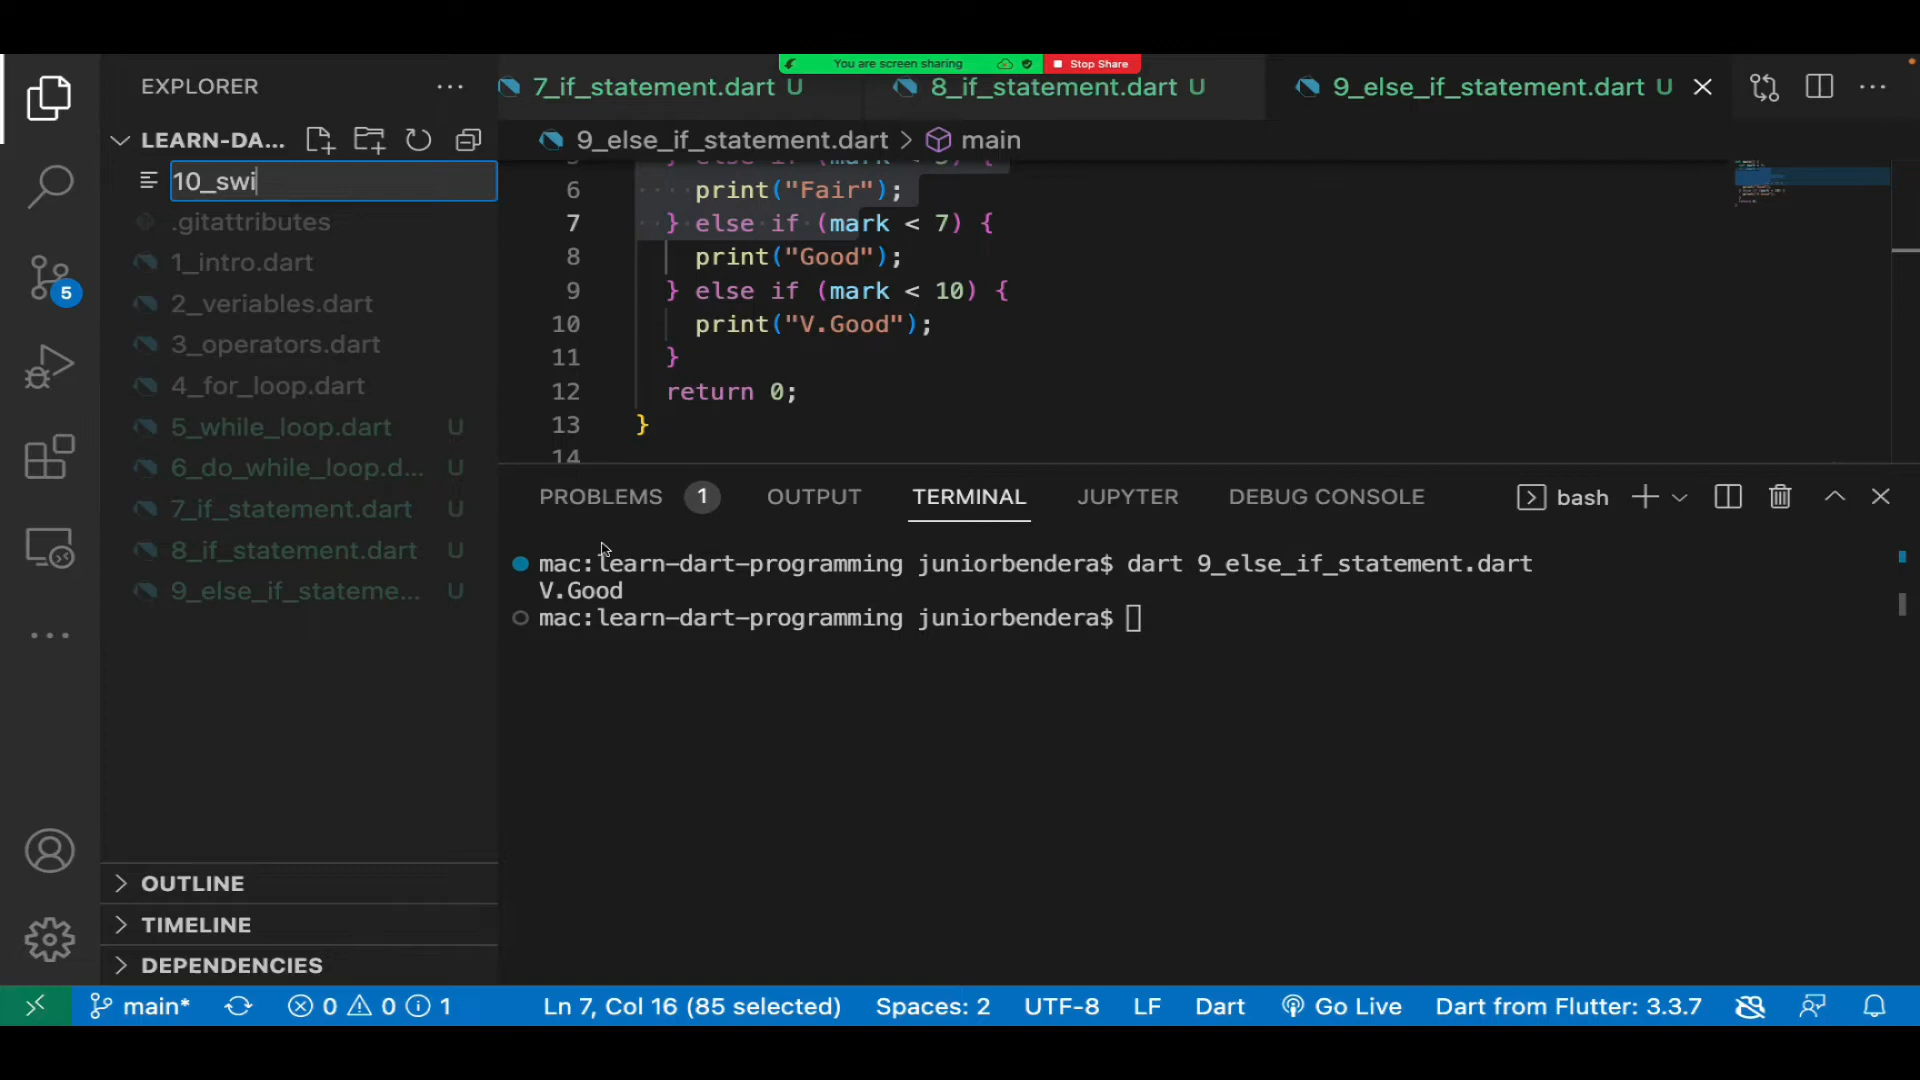 You are screen sharing
Stop Share
EXPLORER
7_if_statement.dart U
8_if_statement.dart U
9_else_if_statement.dart U
LEARN-DA...
9_else_if_statement.dart > main
10_swi
.gitattributes
1_intro.dart
2_veriables.dart
3_operators.dart
4_for_loop.dart
5_while_loop.dart U
6_do_while_loop.d... U
7_if_statement.dart U
8_if_statement.dart U
9_else_if_stateme... U
5
6 print("Fair");
7 } else if (mark < 7) {
8 print("Good");
9 } else if (mark < 10) {
10 print("V.Good");
11 }
12 return 0;
13 }
14
PROBLEMS 1 OUTPUT TERMINAL JUPYTER DEBUG CONSOLE bash
mac:learn-dart-programming juniorbendera$ dart 9_else_if_statement.dart
V.Good
mac:learn-dart-programming juniorbendera$
OUTLINE
TIMELINE
DEPENDENCIES
main* 0 0 1 Ln 7, Col 16 (85 selected) Spaces: 2 UTF-8 LF Dart Go Live Dart from Flutter: 3.3.7